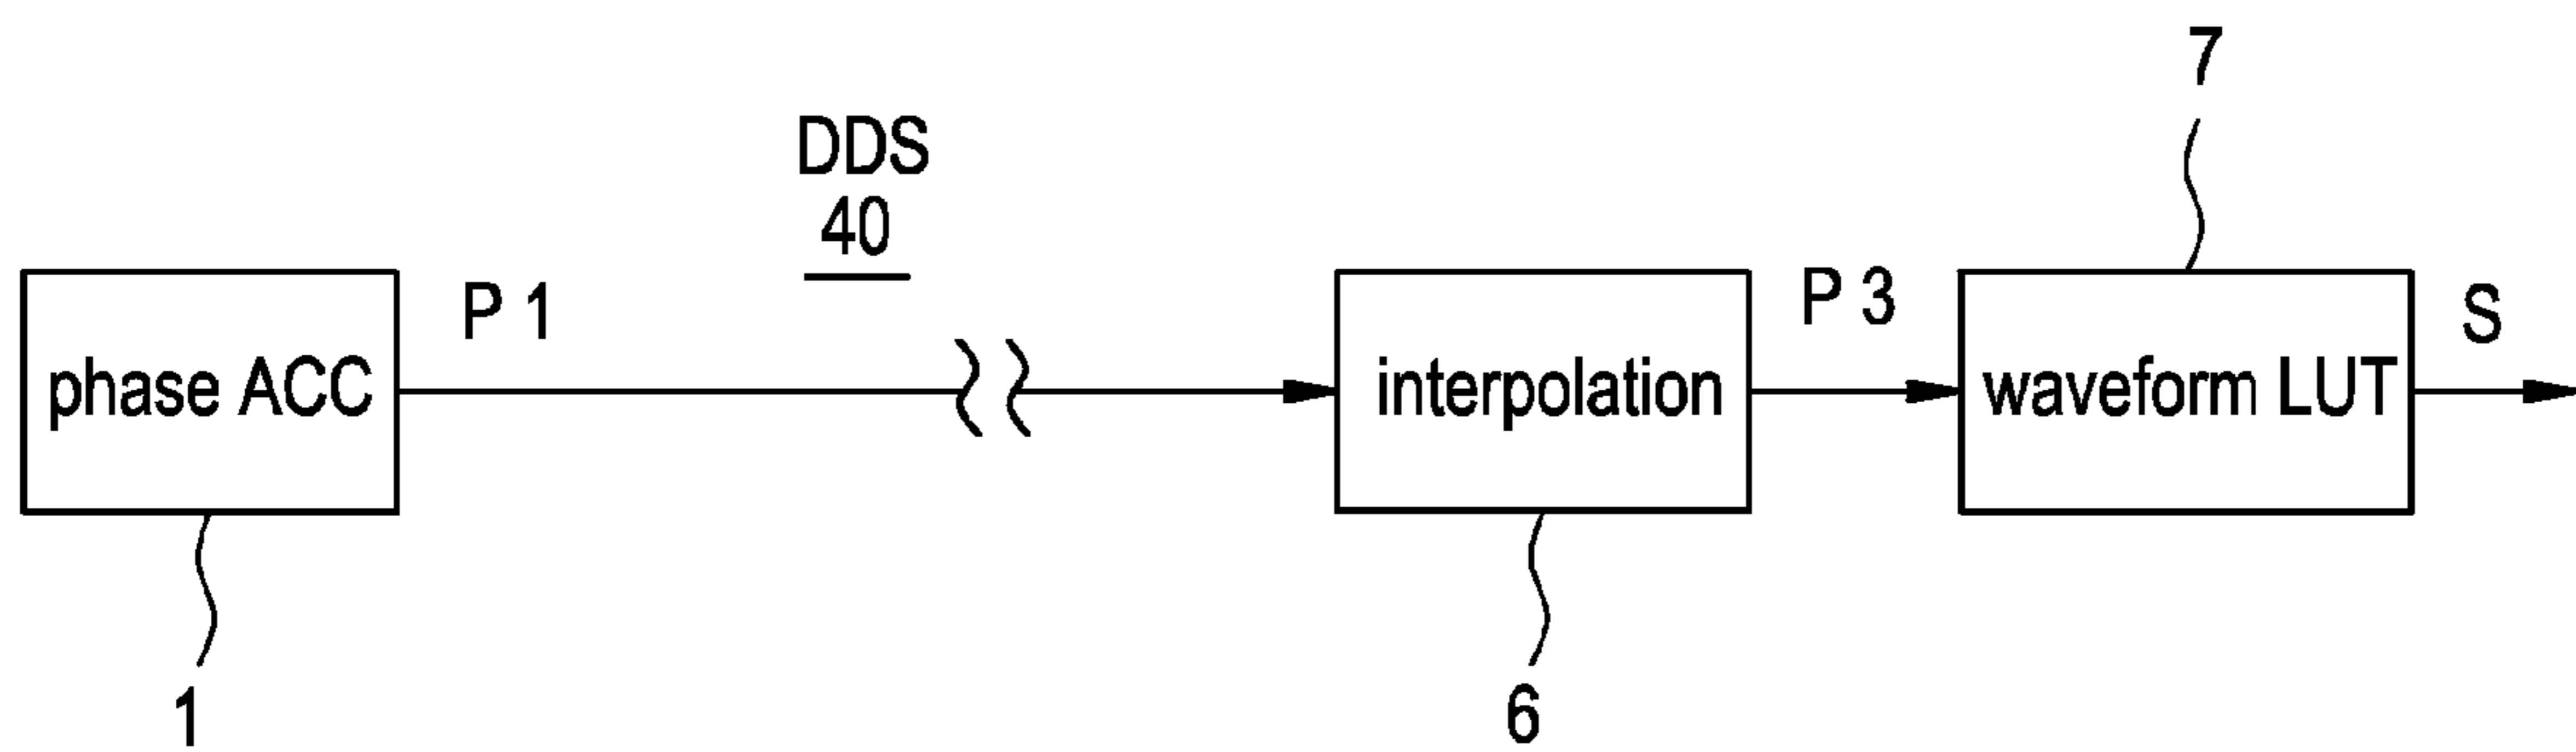 7
DDS
40
P 1
P 3
S
phase ACC
interpolation
waveform LUT
1
6